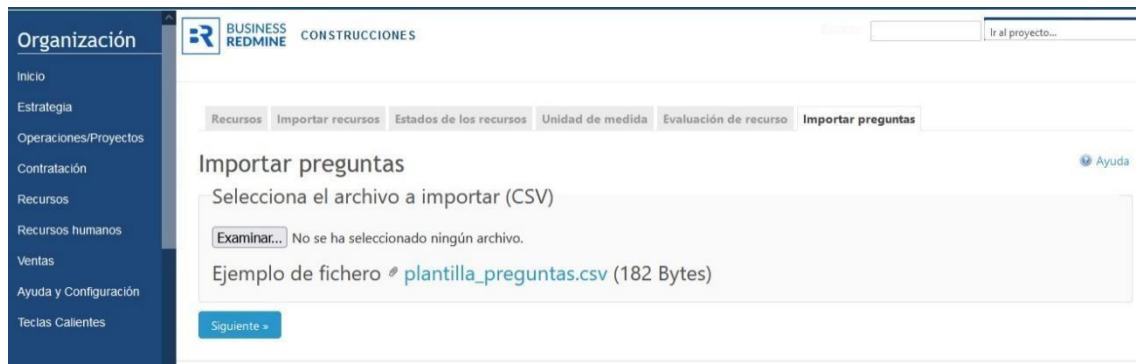 Organización
Inicio
Estrategia
Operaciones/Proyectos
Contratación
Recursos
Recursos humanos
Ventas
Ayuda y Configuración
Teclas Calientes
BUSINESS
REDMINE
CONSTRUCCIONES
Ir al proyecto...
Recursos Importar recursos Estados de los recursos Unidad de medida Evaluación de recurso Importar preguntas
Importar preguntas
Ayuda
Selecciona el archivo a importar (CSV)
Examinar... No se ha seleccionado ningún archivo.
Ejemplo de fichero plantilla_preguntas.csv (182 Bytes)
Siguiente »